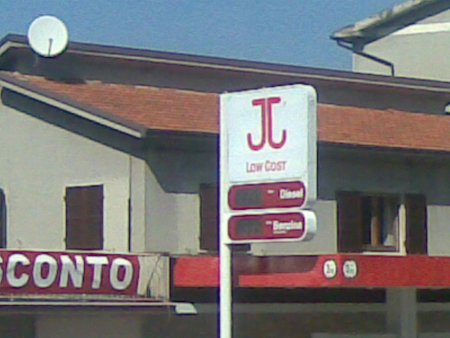 JC
LOW COST
Diesel
Benzina
SCONTO